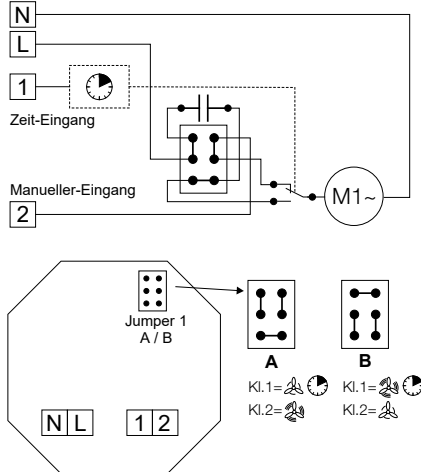 N
L
1
Zeit-Eingang
Manueller-Eingang
2
M1~
Jumper 1
A / B
N L 1 2
A B
Kl.1= Kl.1=
Kl.2= Kl.2=